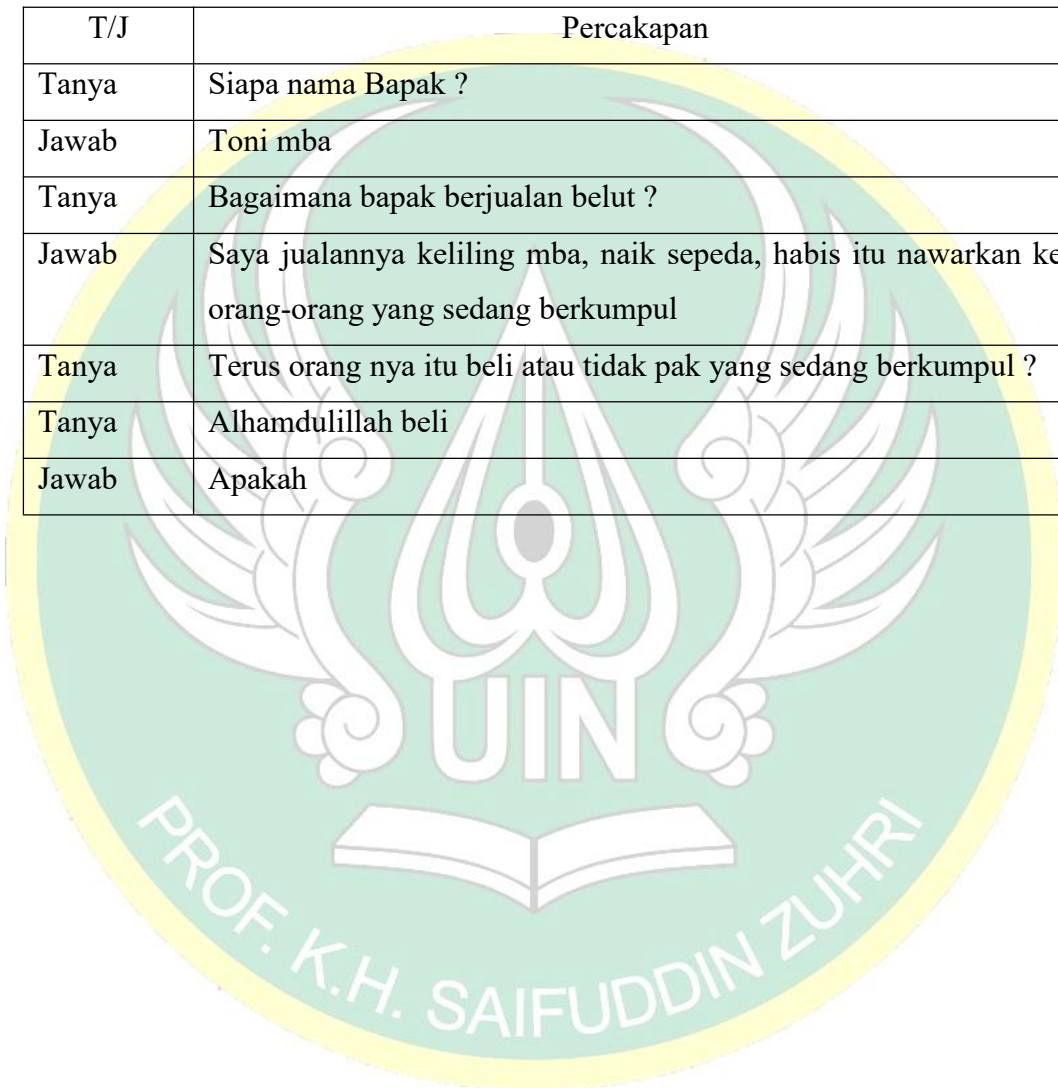 T/J Percakapan
Tanya Siapa nama Bapak ?
Jawab Toni mba
Tanya Bagaimana bapak berjualan belut ?
Jawab Saya jualannya keliling mba, naik sepeda, habis itu nawarkan ke
orang-orang yang sedang berkumpul
Tanya Terus orang nya itu beli atau tidak pak yang sedang berkumpul ?
Tanya Alhamdulillah beli
Jawab Apakah
UIN
PROF. K.H. SAIFUDDIN ZUHRI